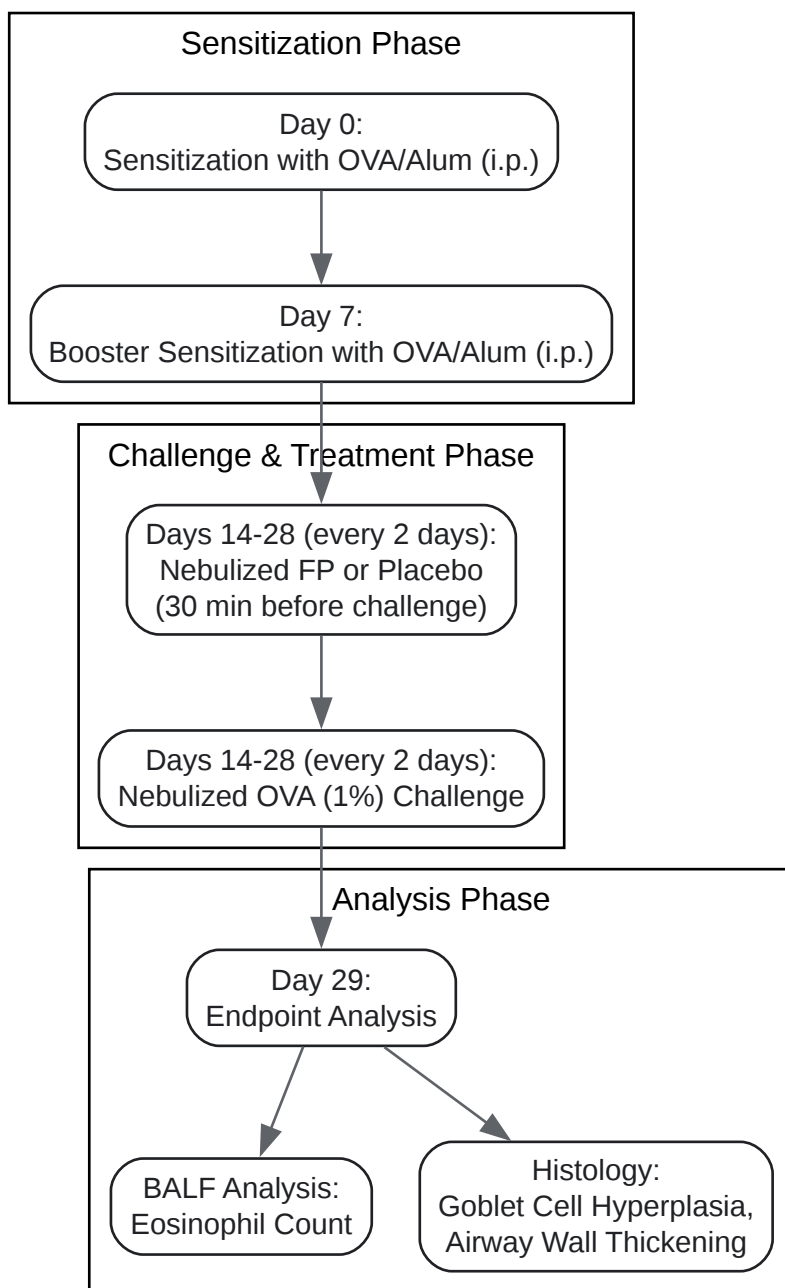 Sensitization Phase
Day 0:
Sensitization with OVA/Alum (i.p.)
Day 7:
Booster Sensitization with OVA/Alum (i.p.)
Challenge & Treatment Phase
Days 14-28 (every 2 days):
Nebulized FP or Placebo
(30 min before challenge)
Days 14-28 (every 2 days):
Nebulized OVA (1%) Challenge
Analysis Phase
Day 29:
Endpoint Analysis
BALF Analysis:
Eosinophil Count
Histology:
Goblet Cell Hyperplasia,
Airway Wall Thickening